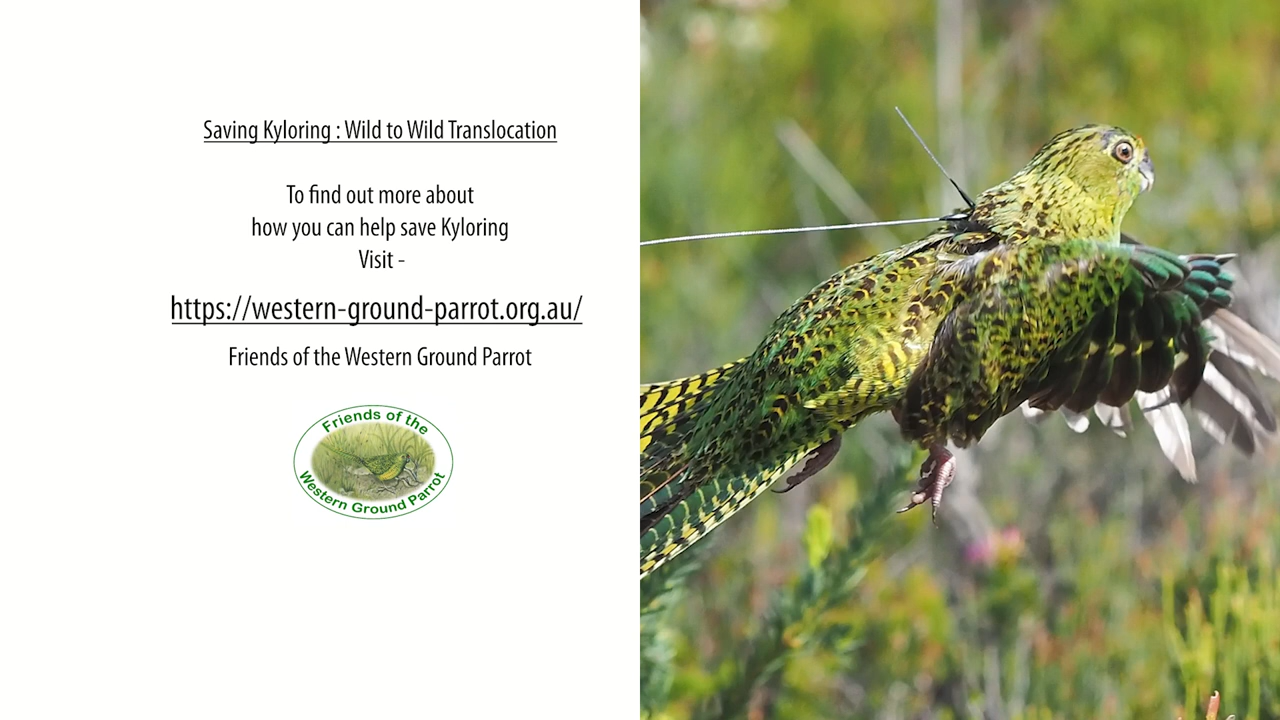 Saving Kyloring : Wild to Wild Translocation
To find out more about
how you can help save Kyloring
Visit -
https://western-ground-parrot.org.au/
Friends of the Western Ground Parrot
Friends of the
Western Ground Parrot